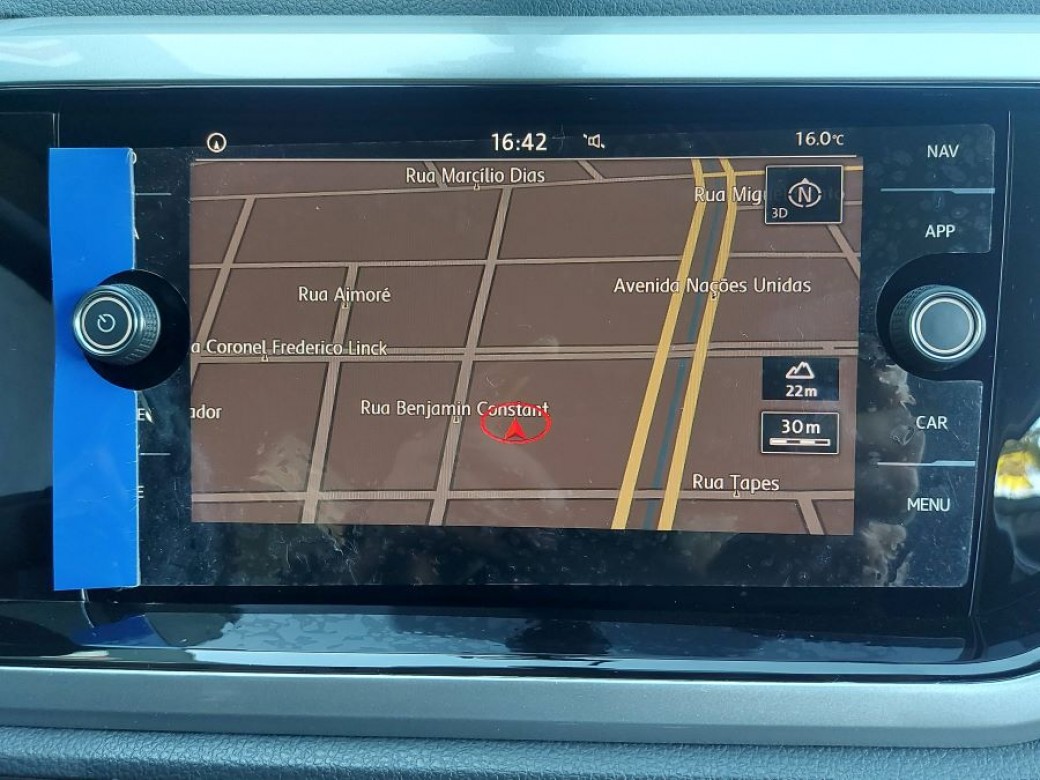 16:42
16.0°C
NAV
Rua Marcílio Dias
N
3D
APP
Avenida Nações Unidas
Rua Aimoré
Coronel Frederico Linck
22m
Rua Benjamin Constant
30m
CAR
Rua Tapes
MENU